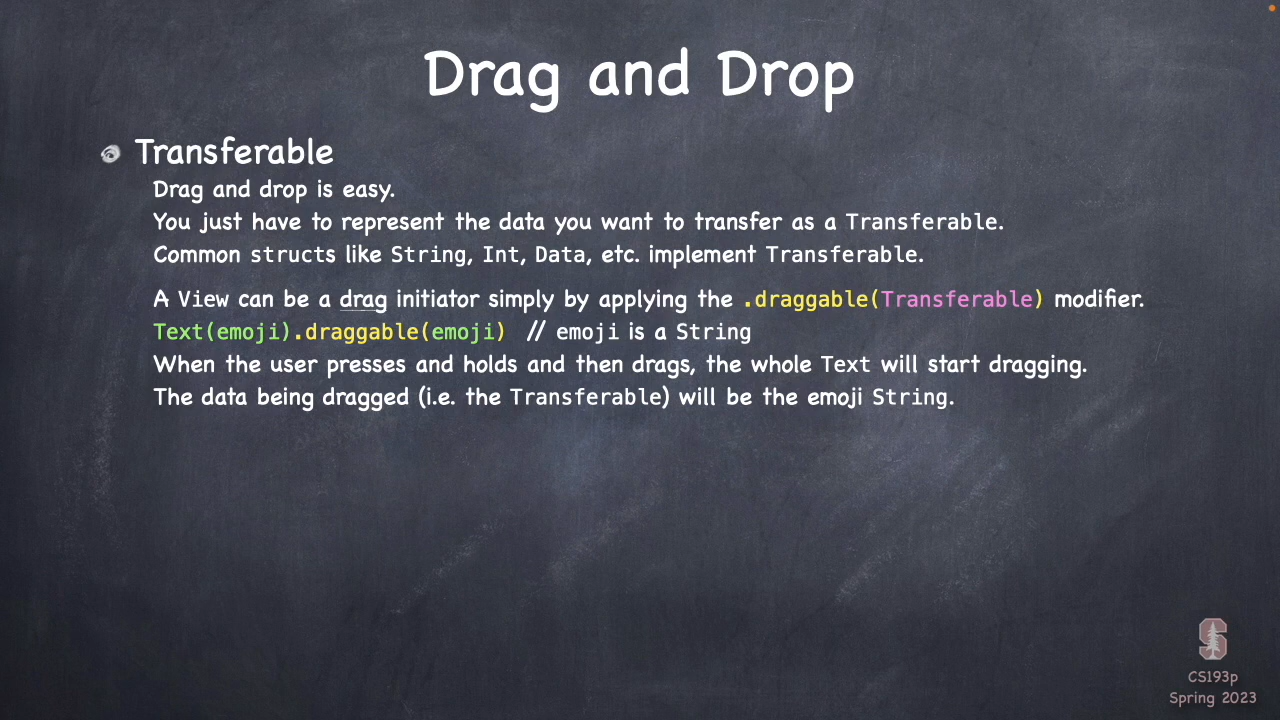 Drag and Drop
Transferable
Drag and drop is easy.
You just have to represent the data you want to transfer as a Transferable.
Common structs like String, Int, Data, etc. implement Transferable.
A View can be a drag initiator simply by applying the .draggable(Transferable) modifier.
Text(emoji).draggable(emoji) // emoji is a String
When the user presses and holds and then drags, the whole Text will start dragging.
The data being dragged (i.e. the Transferable) will be the emoji String.
S
CS193p
Spring 2023